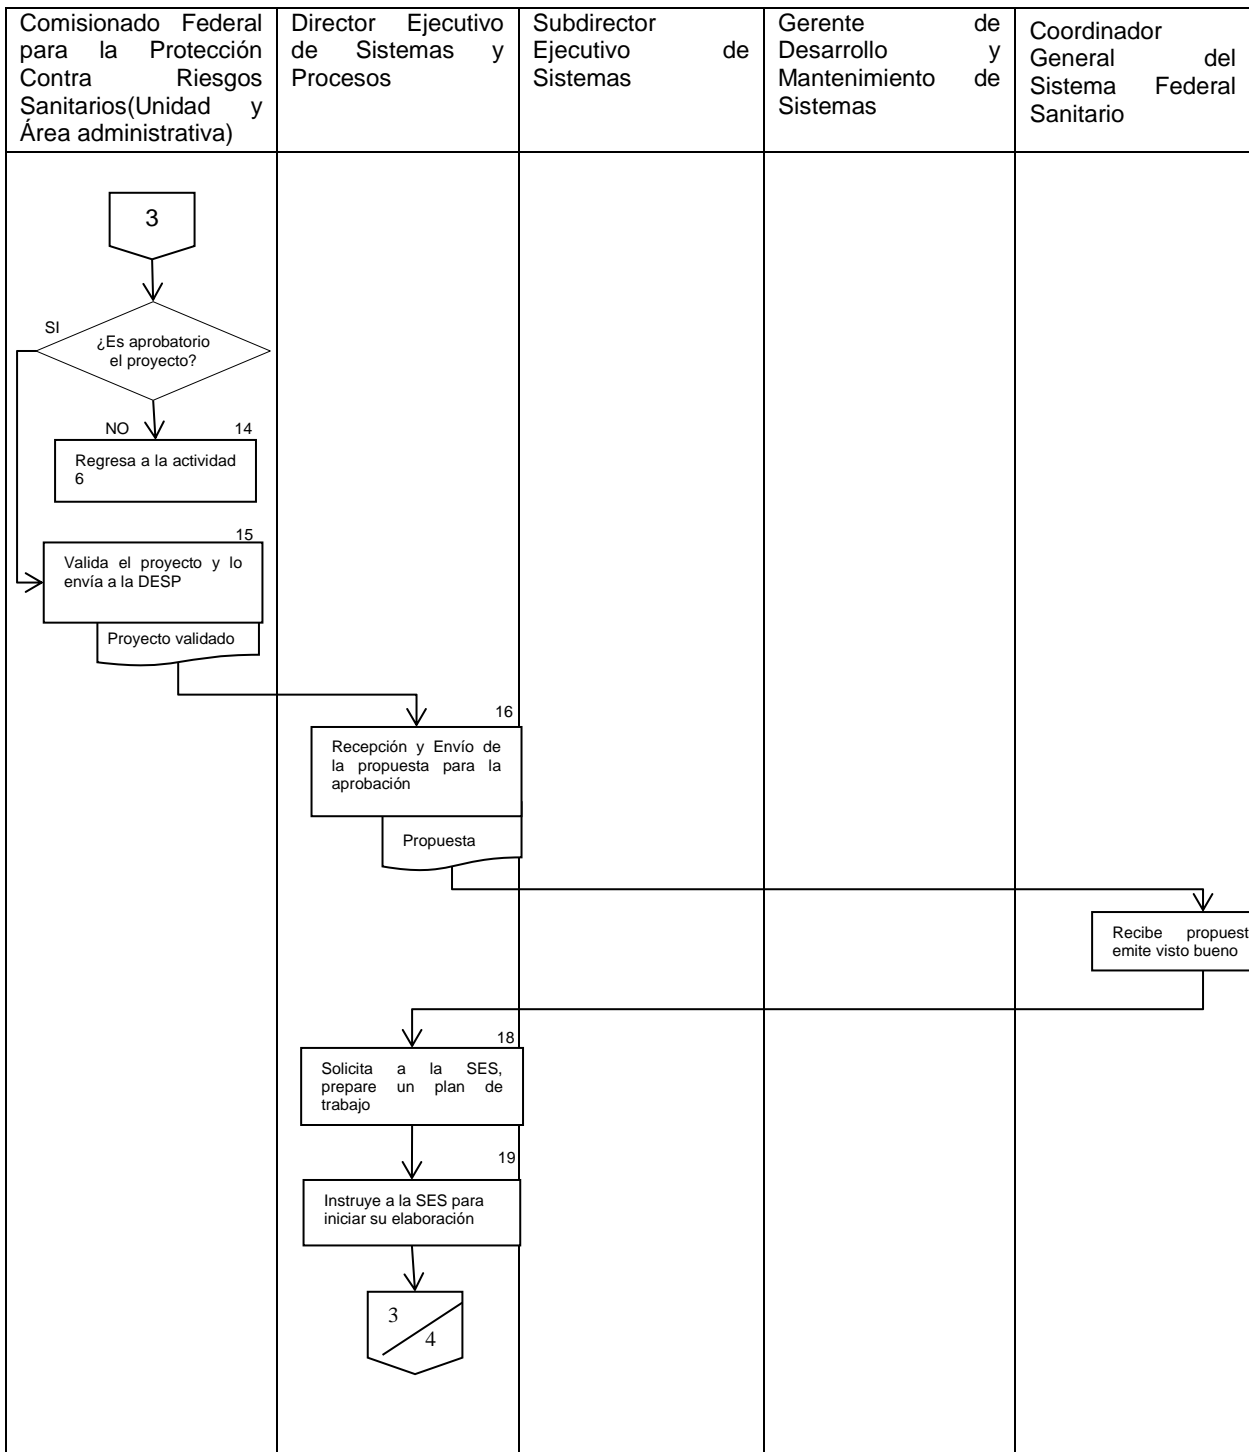 Comisionado Federal
para la Protección
Contra Riesgos
Sanitarios(Unidad y
Área administrativa)
Director Ejecutivo
de Sistemas y
Procesos
Subdirector
Ejecutivo de
Sistemas
Gerente de
Desarrollo y
Mantenimiento de
Sistemas
Coordinador
General del
Sistema Federal
Sanitario
3
SI
¿Es aprobatorio
el proyecto?
NO
14
Regresa a la actividad
6
15
Valida el proyecto y lo
envía a la DESP
Proyecto validado
16
Recepción y Envío de
la propuesta para la
aprobación
Propuesta
Recibe propuest
emite visto bueno
18
Solicita a la SES,
prepare un plan de
trabajo
19
Instruye a la SES para
iniciar su elaboración
3
4